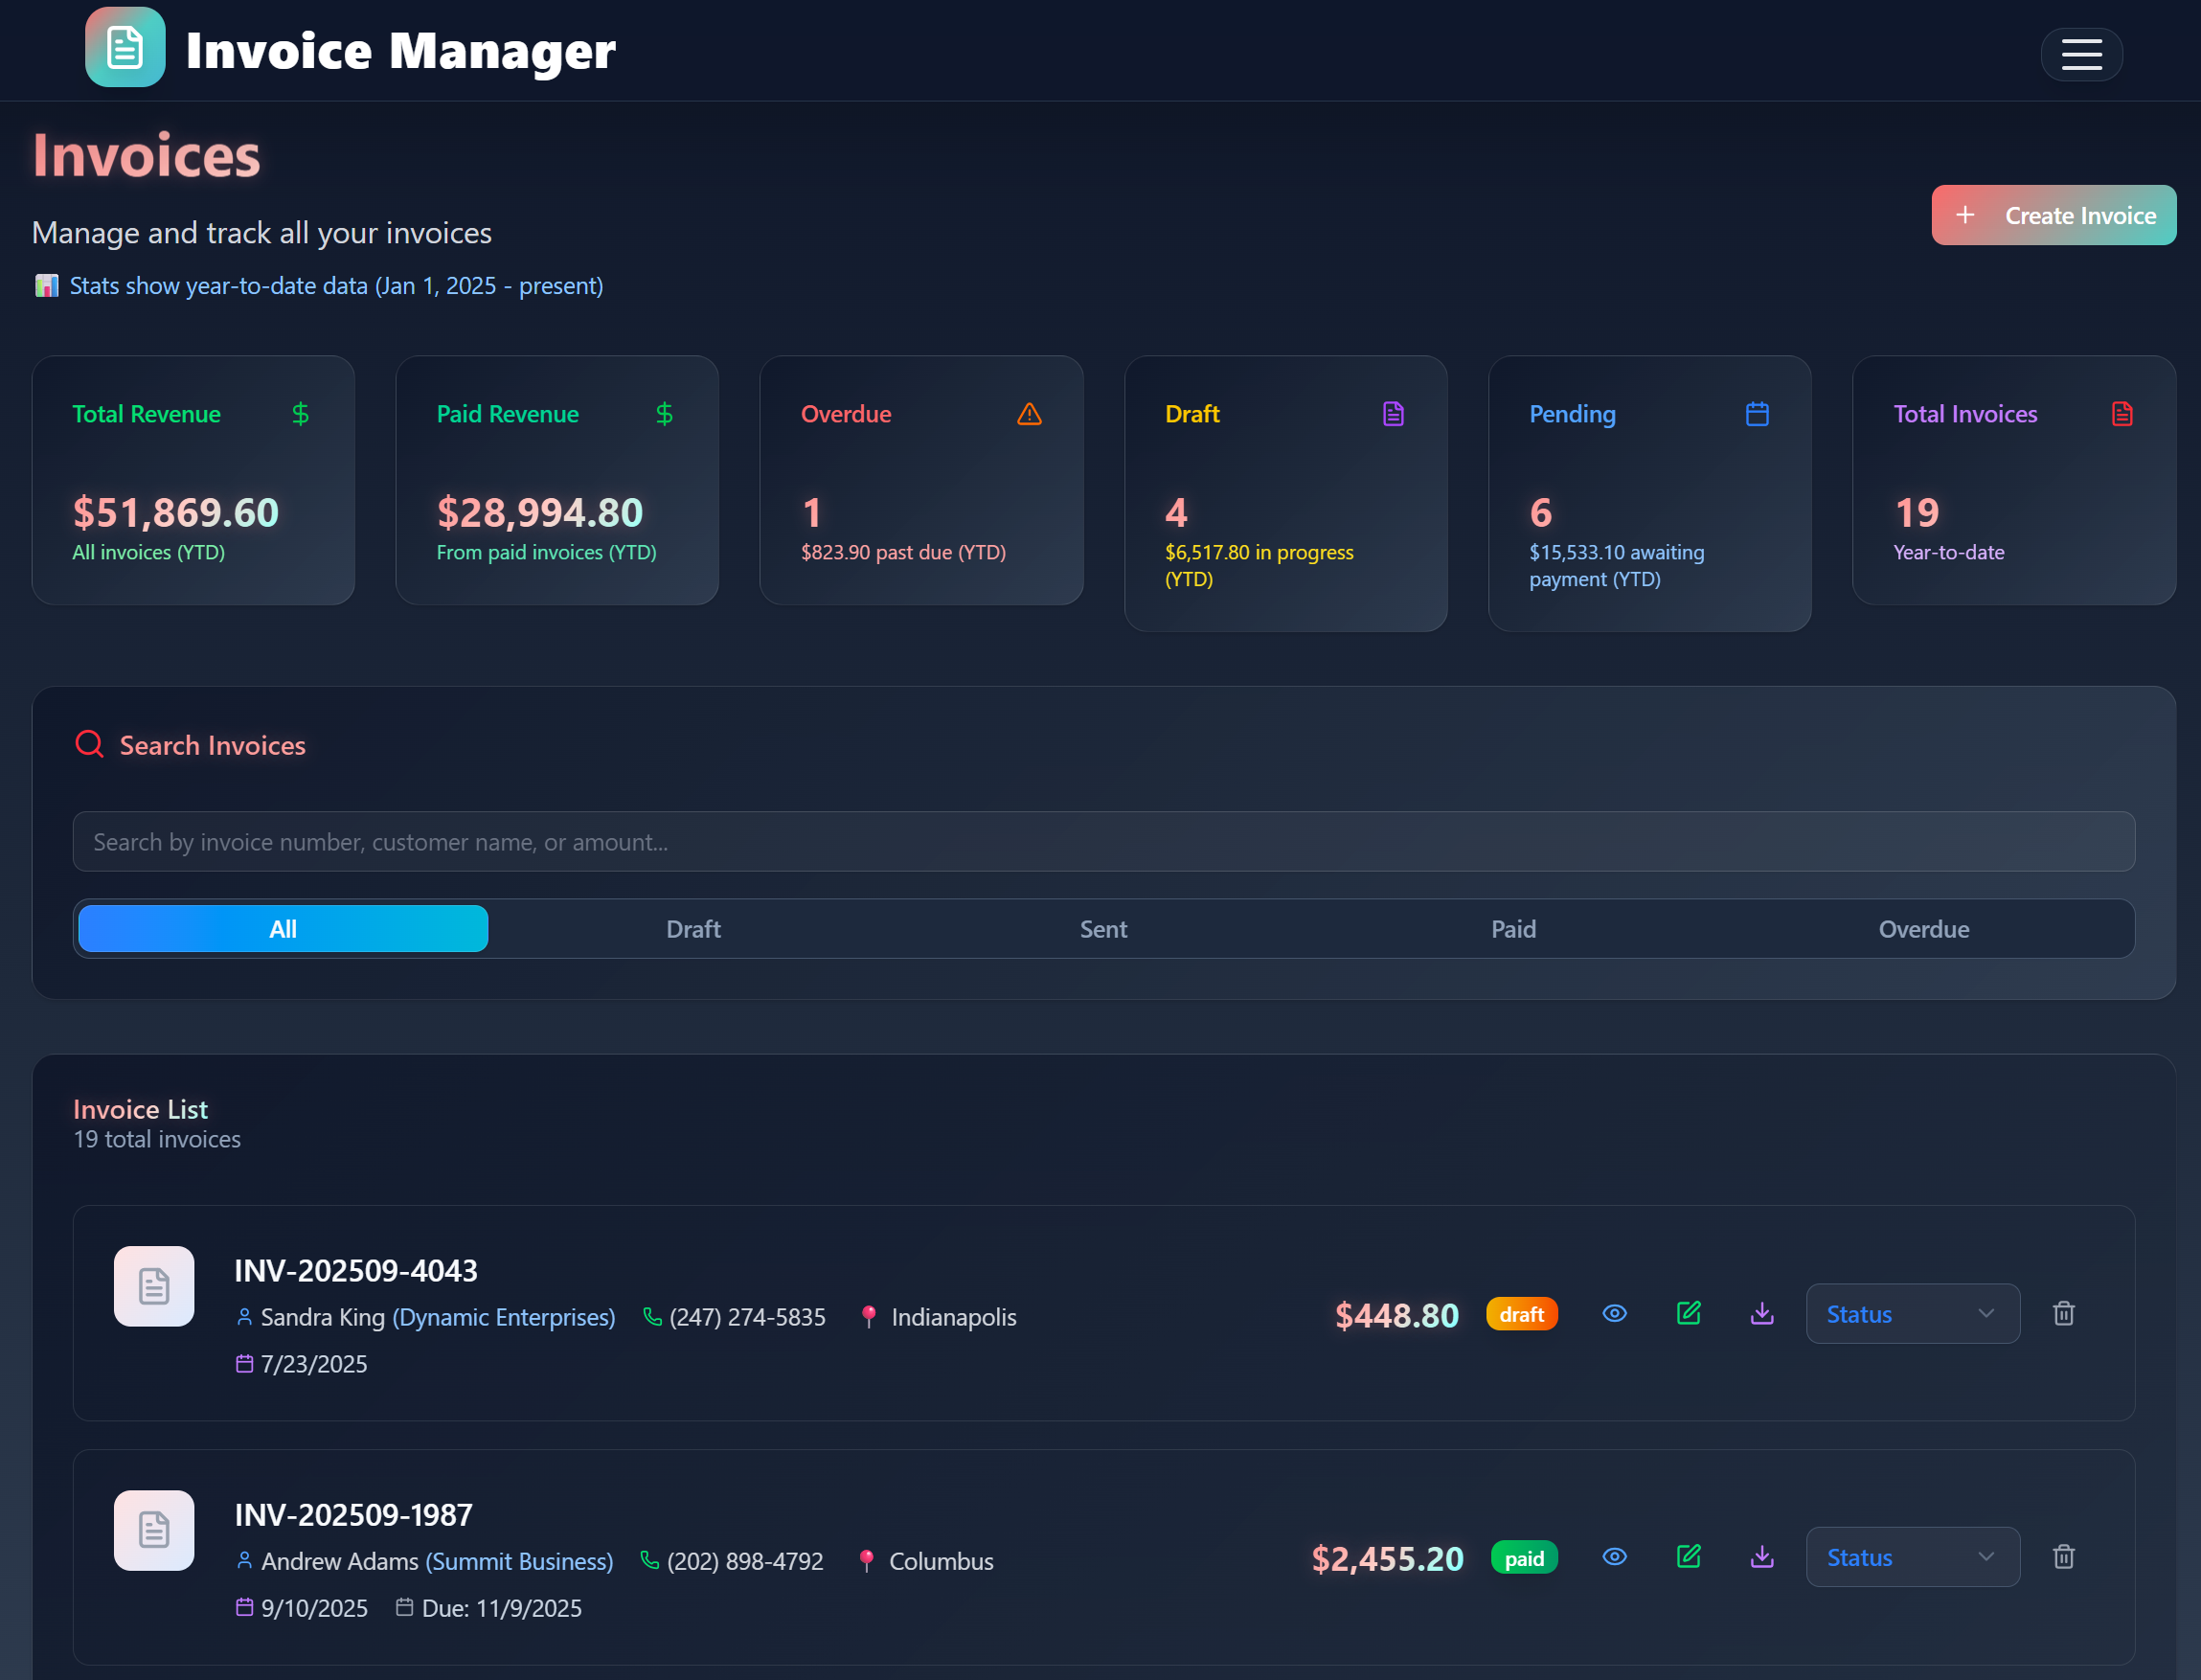 Invoice Manager
Invoices
Manage and track all your invoices
Stats show year-to-date data (Jan 1, 2025 - present)
Create Invoice
Total Revenue
$51,869.60
All invoices (YTD)
Paid Revenue
$28,994.80
From paid invoices (YTD)
Overdue
1
$823.90 past due (YTD)
Draft
4
$6,517.80 in progress
(YTD)
Pending
6
$15,533.10 awaiting
payment (YTD)
Total Invoices
19
Year-to-date
Search Invoices
Search by invoice number, customer name, or amount...
All Draft Sent Paid Overdue
Invoice List
19 total invoices
INV-202509-4043
Sandra King (Dynamic Enterprises) (247) 274-5835 Indianapolis
7/23/2025
$448.80 draft Status
INV-202509-1987
Andrew Adams (Summit Business) (202) 898-4792 Columbus
9/10/2025 Due: 11/9/2025
$2,455.20 paid Status